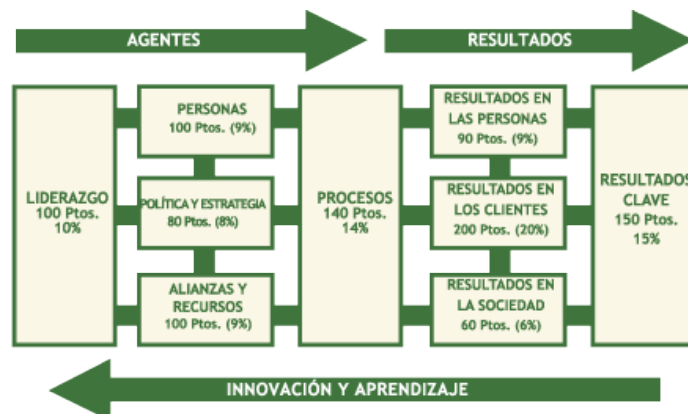 AGENTES
RESULTADOS
LIDERAZGO
100 Ptos.
10%
PERSONAS
100 Ptos. (9%)
POLÍTICA Y ESTRATEGIA
80 Ptos. (8%)
ALIANZAS Y
RECURSOS
100 Ptos. (9%)
PROCESOS
140 Ptos.
14%
RESULTADOS EN
LAS PERSONAS
90 Ptos. (9%)
RESULTADOS EN
LOS CLIENTES
200 Ptos. (20%)
RESULTADOS EN
LA SOCIEDAD
60 Ptos. (6%)
RESULTADOS
CLAVE
150 Ptos.
15%
INNOVACIÓN Y APRENDIZAJE